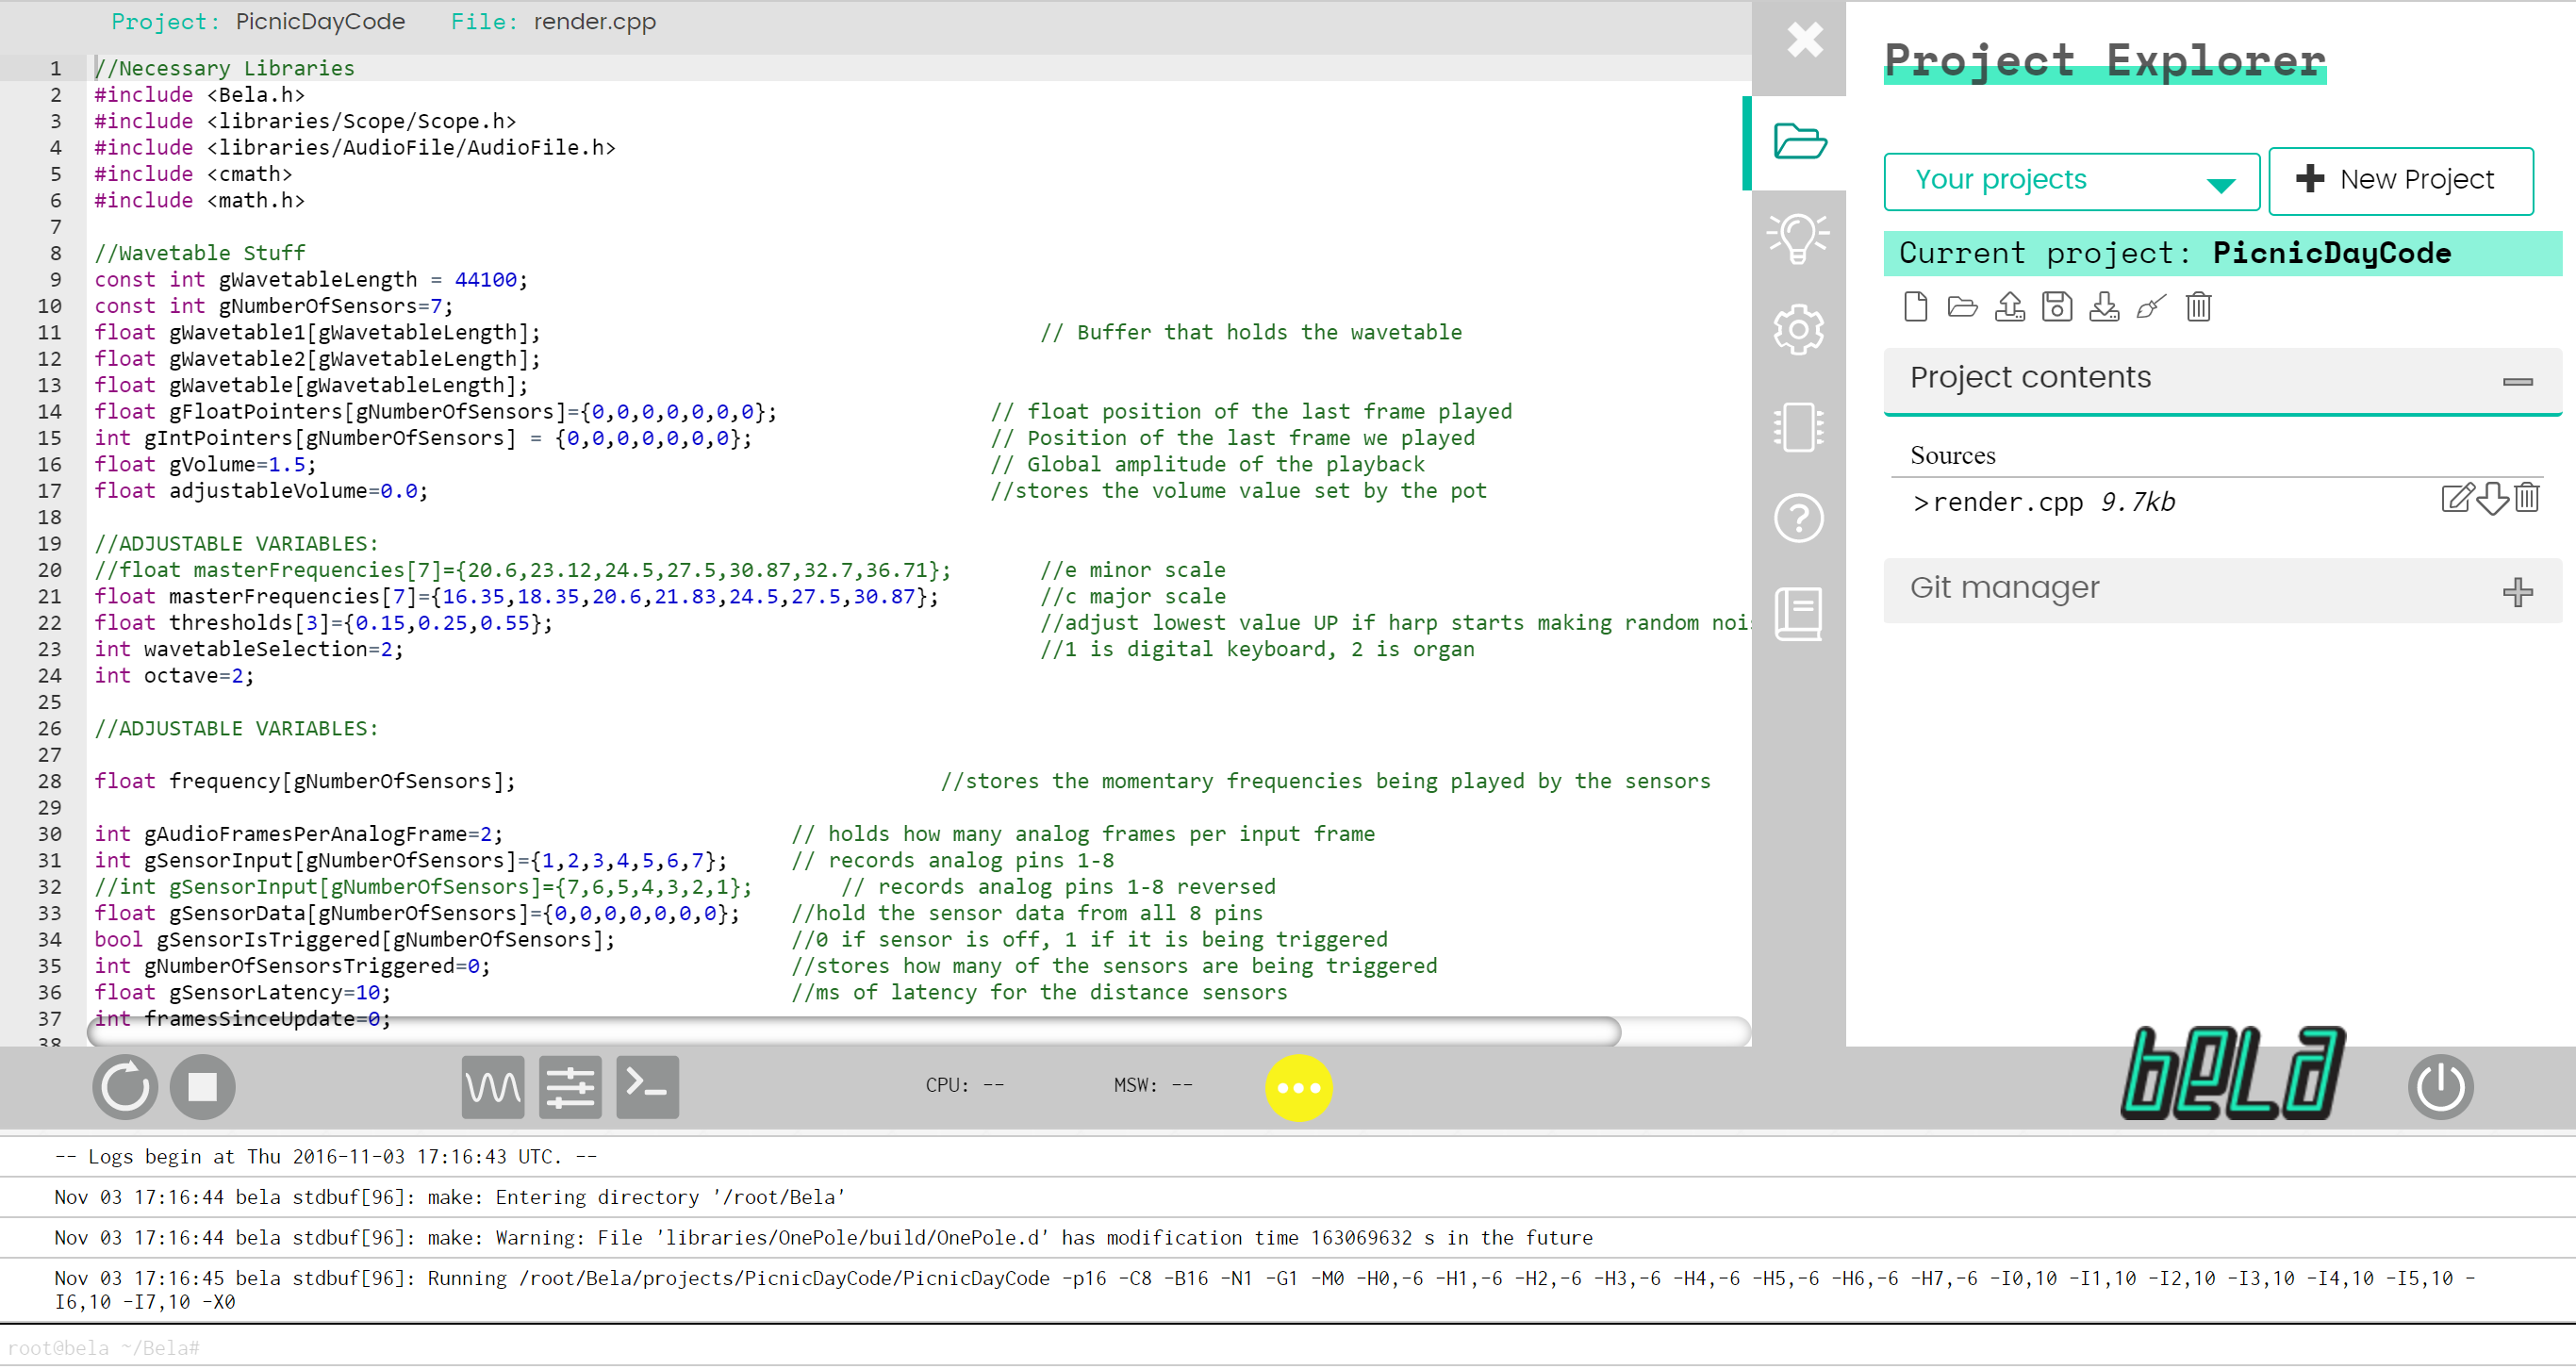 Project: PicnicDayCode File: render.cpp
1 //Necessary Libraries
2 #include <Bela.h>
3 #include <libraries/Scope/Scope.h>
4 #include <libraries/AudioFile/AudioFile.h>
5 #include <cmath>
6 #include <math.h>
7
8 //Wavetable Stuff
9 const int gWavetableLength = 44100;
10 const int gNumberOfSensors=7;
11 float gWavetable1[gWavetableLength]; // Buffer that holds the wavetable
12 float gWavetable2[gWavetableLength];
13 float gWavetable[gWavetableLength];
14 float gFloatPointers[gNumberOfSensors]={0,0,0,0,0,0,0}; // float position of the last frame played
15 int gIntPointers[gNumberOfSensors] = {0,0,0,0,0,0,0}; // Position of the last frame we played
16 float gVolume=1.5; // Global amplitude of the playback
17 float adjustableVolume=0.0; //stores the volume value set by the pot
18
19 //ADJUSTABLE VARIABLES:
20 //float masterFrequencies[7]={20.6,23.12,24.5,27.5,30.87,32.7,36.71}; //e minor scale
21 float masterFrequencies[7]={16.35,18.35,20.6,21.83,24.5,27.5,30.87}; //c major scale
22 float thresholds[3]={0.15,0.25,0.55}; //adjust lowest value UP if harp starts making random noi
23 int wavetableSelection=2; //1 is digital keyboard, 2 is organ
24 int octave=2;
25
26 //ADJUSTABLE VARIABLES:
27
28 float frequency[gNumberOfSensors]; //stores the momentary frequencies being played by the sensors
29
30 int gAudioFramesPerAnalogFrame=2; // holds how many analog frames per input frame
31 int gSensorInput[gNumberOfSensors]={1,2,3,4,5,6,7}; // records analog pins 1-8
32 //int gSensorInput[gNumberOfSensors]={7,6,5,4,3,2,1}; // records analog pins 1-8 reversed
33 float gSensorData[gNumberOfSensors]={0,0,0,0,0,0,0}; //hold the sensor data from all 8 pins
34 bool gSensorIsTriggered[gNumberOfSensors]; //0 if sensor is off, 1 if it is being triggered
35 int gNumberOfSensorsTriggered=0; //stores how many of the sensors are being triggered
36 float gSensorLatency=10; //ms of latency for the distance sensors
37 int framesSinceUpdate=0;
38
Project Explorer
Your projects
New Project
Current project: PicnicDayCode
Project contents
Sources
>render.cpp 9.7kb
Git manager
CPU: -- MSW: --
BELA
-- Logs begin at Thu 2016-11-03 17:16:43 UTC. --
Nov 03 17:16:44 bela stdbuf[96]: make: Entering directory '/root/Bela'
Nov 03 17:16:44 bela stdbuf[96]: make: Warning: File 'libraries/OnePole/build/OnePole.d' has modification time 163069632 s in the future
Nov 03 17:16:45 bela stdbuf[96]: Running /root/Bela/projects/PicnicDayCode/PicnicDayCode -p16 -C8 -B16 -N1 -G1 -M0 -H0,-6 -H1,-6 -H2,-6 -H3,-6 -H4,-6 -H5,-6 -H6,-6 -H7,-6 -I0,10 -I1,10 -I2,10 -I3,10 -I4,10 -I5,10 -
I6,10 -I7,10 -X0
root@bela ~/Bela#